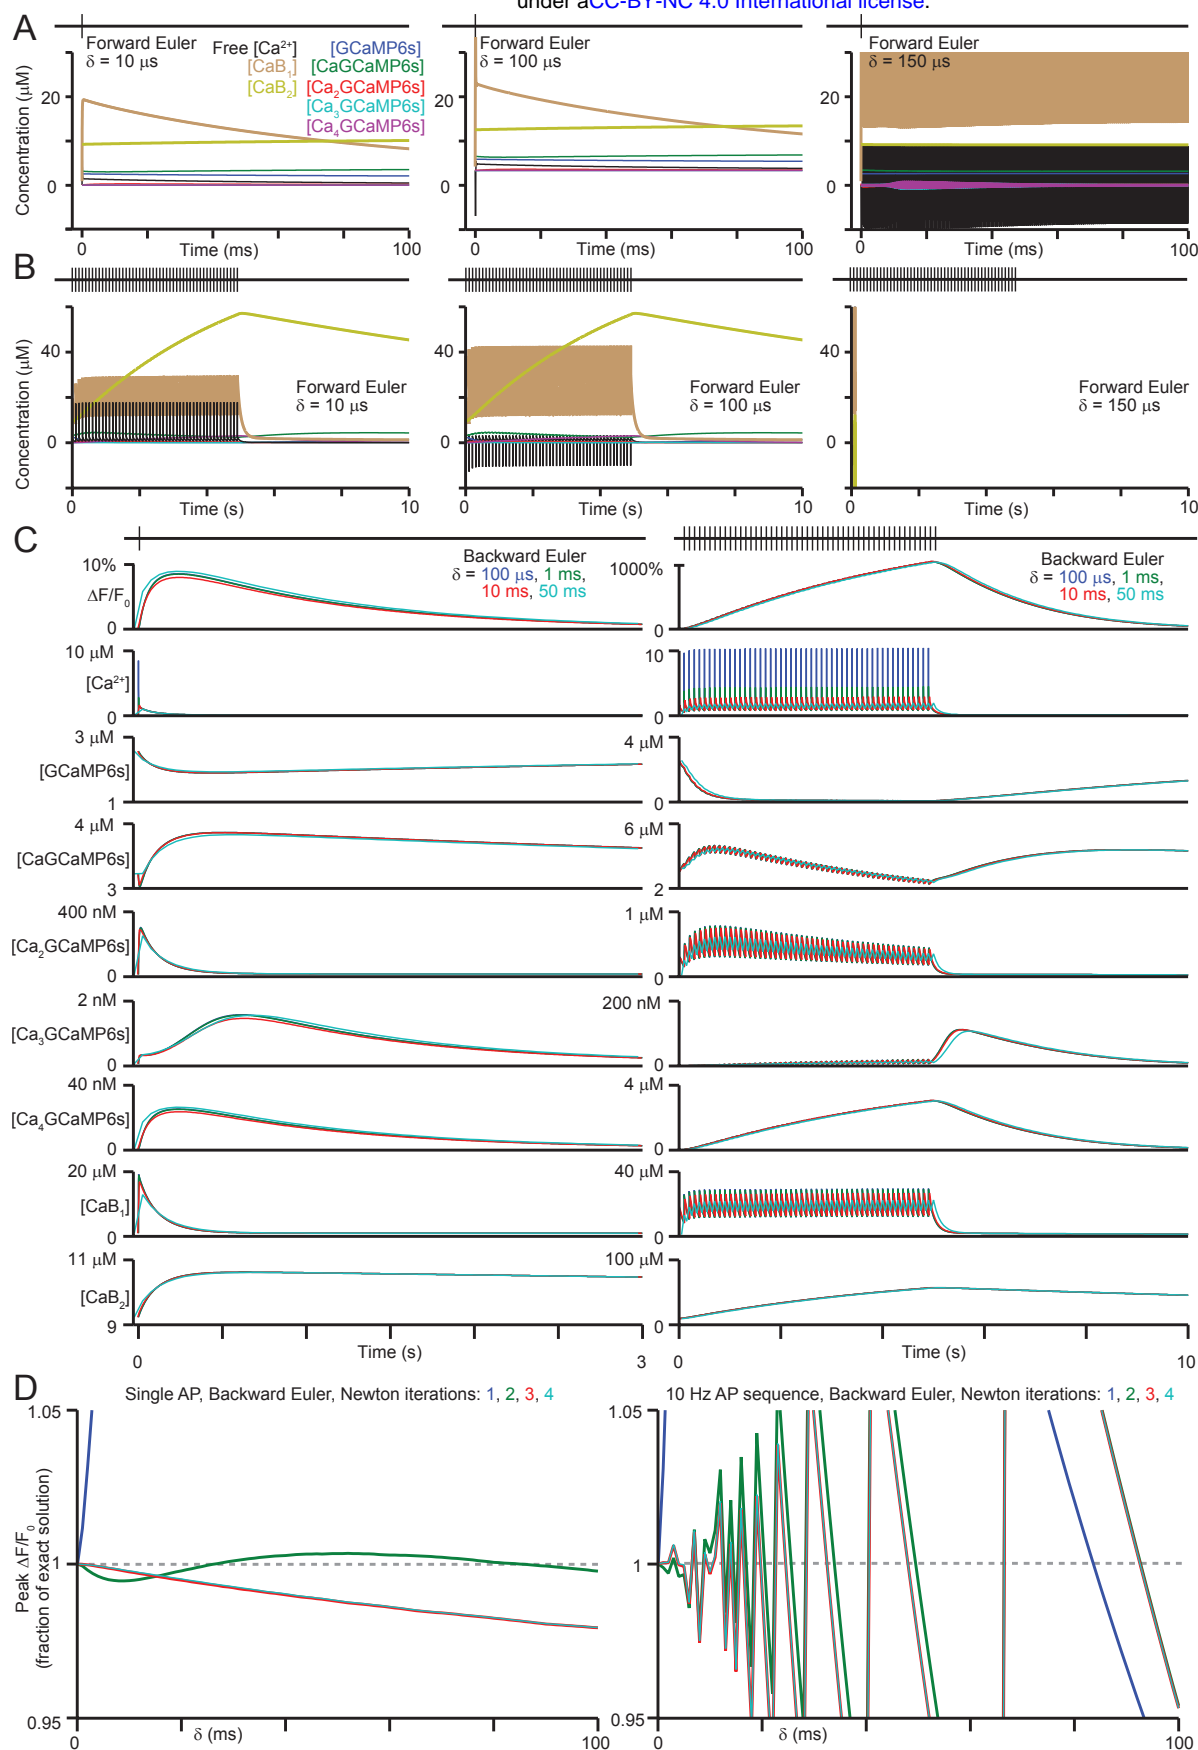 under aCC-BY-NC 4.0 International license.
A
Forward Euler
δ = 10 µs
Free [Ca²⁺]
[CaB₁]
[CaB₂]
[GCaMP6s]
[CaGCaMP6s]
[Ca₂GCaMP6s]
[Ca₃GCaMP6s]
[Ca₄GCaMP6s]
Forward Euler
δ = 100 µs
Forward Euler
δ = 150 µs
Concentration (µM)
20
0
20
0
20
0
0 Time (ms) 100
0 Time (ms) 100
0 Time (ms) 100
B
Concentration (µM)
40
0
40
0
40
0
Forward Euler
δ = 10 µs
Forward Euler
δ = 100 µs
Forward Euler
δ = 150 µs
0 Time (s) 10
0 Time (s) 10
0 Time (s) 10
C
Backward Euler
δ = 100 µs, 1 ms,
10 ms, 50 ms
Backward Euler
δ = 100 µs, 1 ms,
10 ms, 50 ms
10%
ΔF/F₀
0
1000%
0
10 µM
[Ca²⁺]
0
10
0
3 µM
[GCaMP6s]
1
4 µM
0
4 µM
[CaGCaMP6s]
3
6 µM
2
400 nM
[Ca₂GCaMP6s]
0
1 µM
0
2 nM
[Ca₃GCaMP6s]
0
200 nM
0
40 nM
[Ca₄GCaMP6s]
0
4 µM
0
20 µM
[CaB₁]
0
40 µM
0
11 µM
[CaB₂]
9
100 µM
0
0 Time (s) 3
0 Time (s) 10
D
Single AP, Backward Euler, Newton iterations: 1, 2, 3, 4
10 Hz AP sequence, Backward Euler, Newton iterations: 1, 2, 3, 4
Peak ΔF/F₀
(fraction of exact solution)
1.05
1
0.95
1.05
1
0.95
0 δ (ms) 100
0 δ (ms) 100